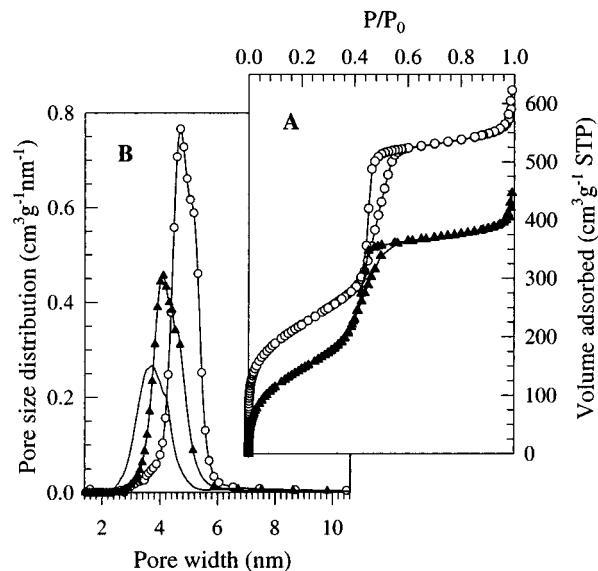 P/P0
0.0 0.2 0.4 0.6 0.8 1.0
A
600
500
400
300
200
100
0
Volume adsorbed (cm3g-1 STP)
B
0.8
0.6
0.4
0.2
0.0
Pore size distribution (cm3g-1nm-1)
2 4 6 8 10
Pore width (nm)